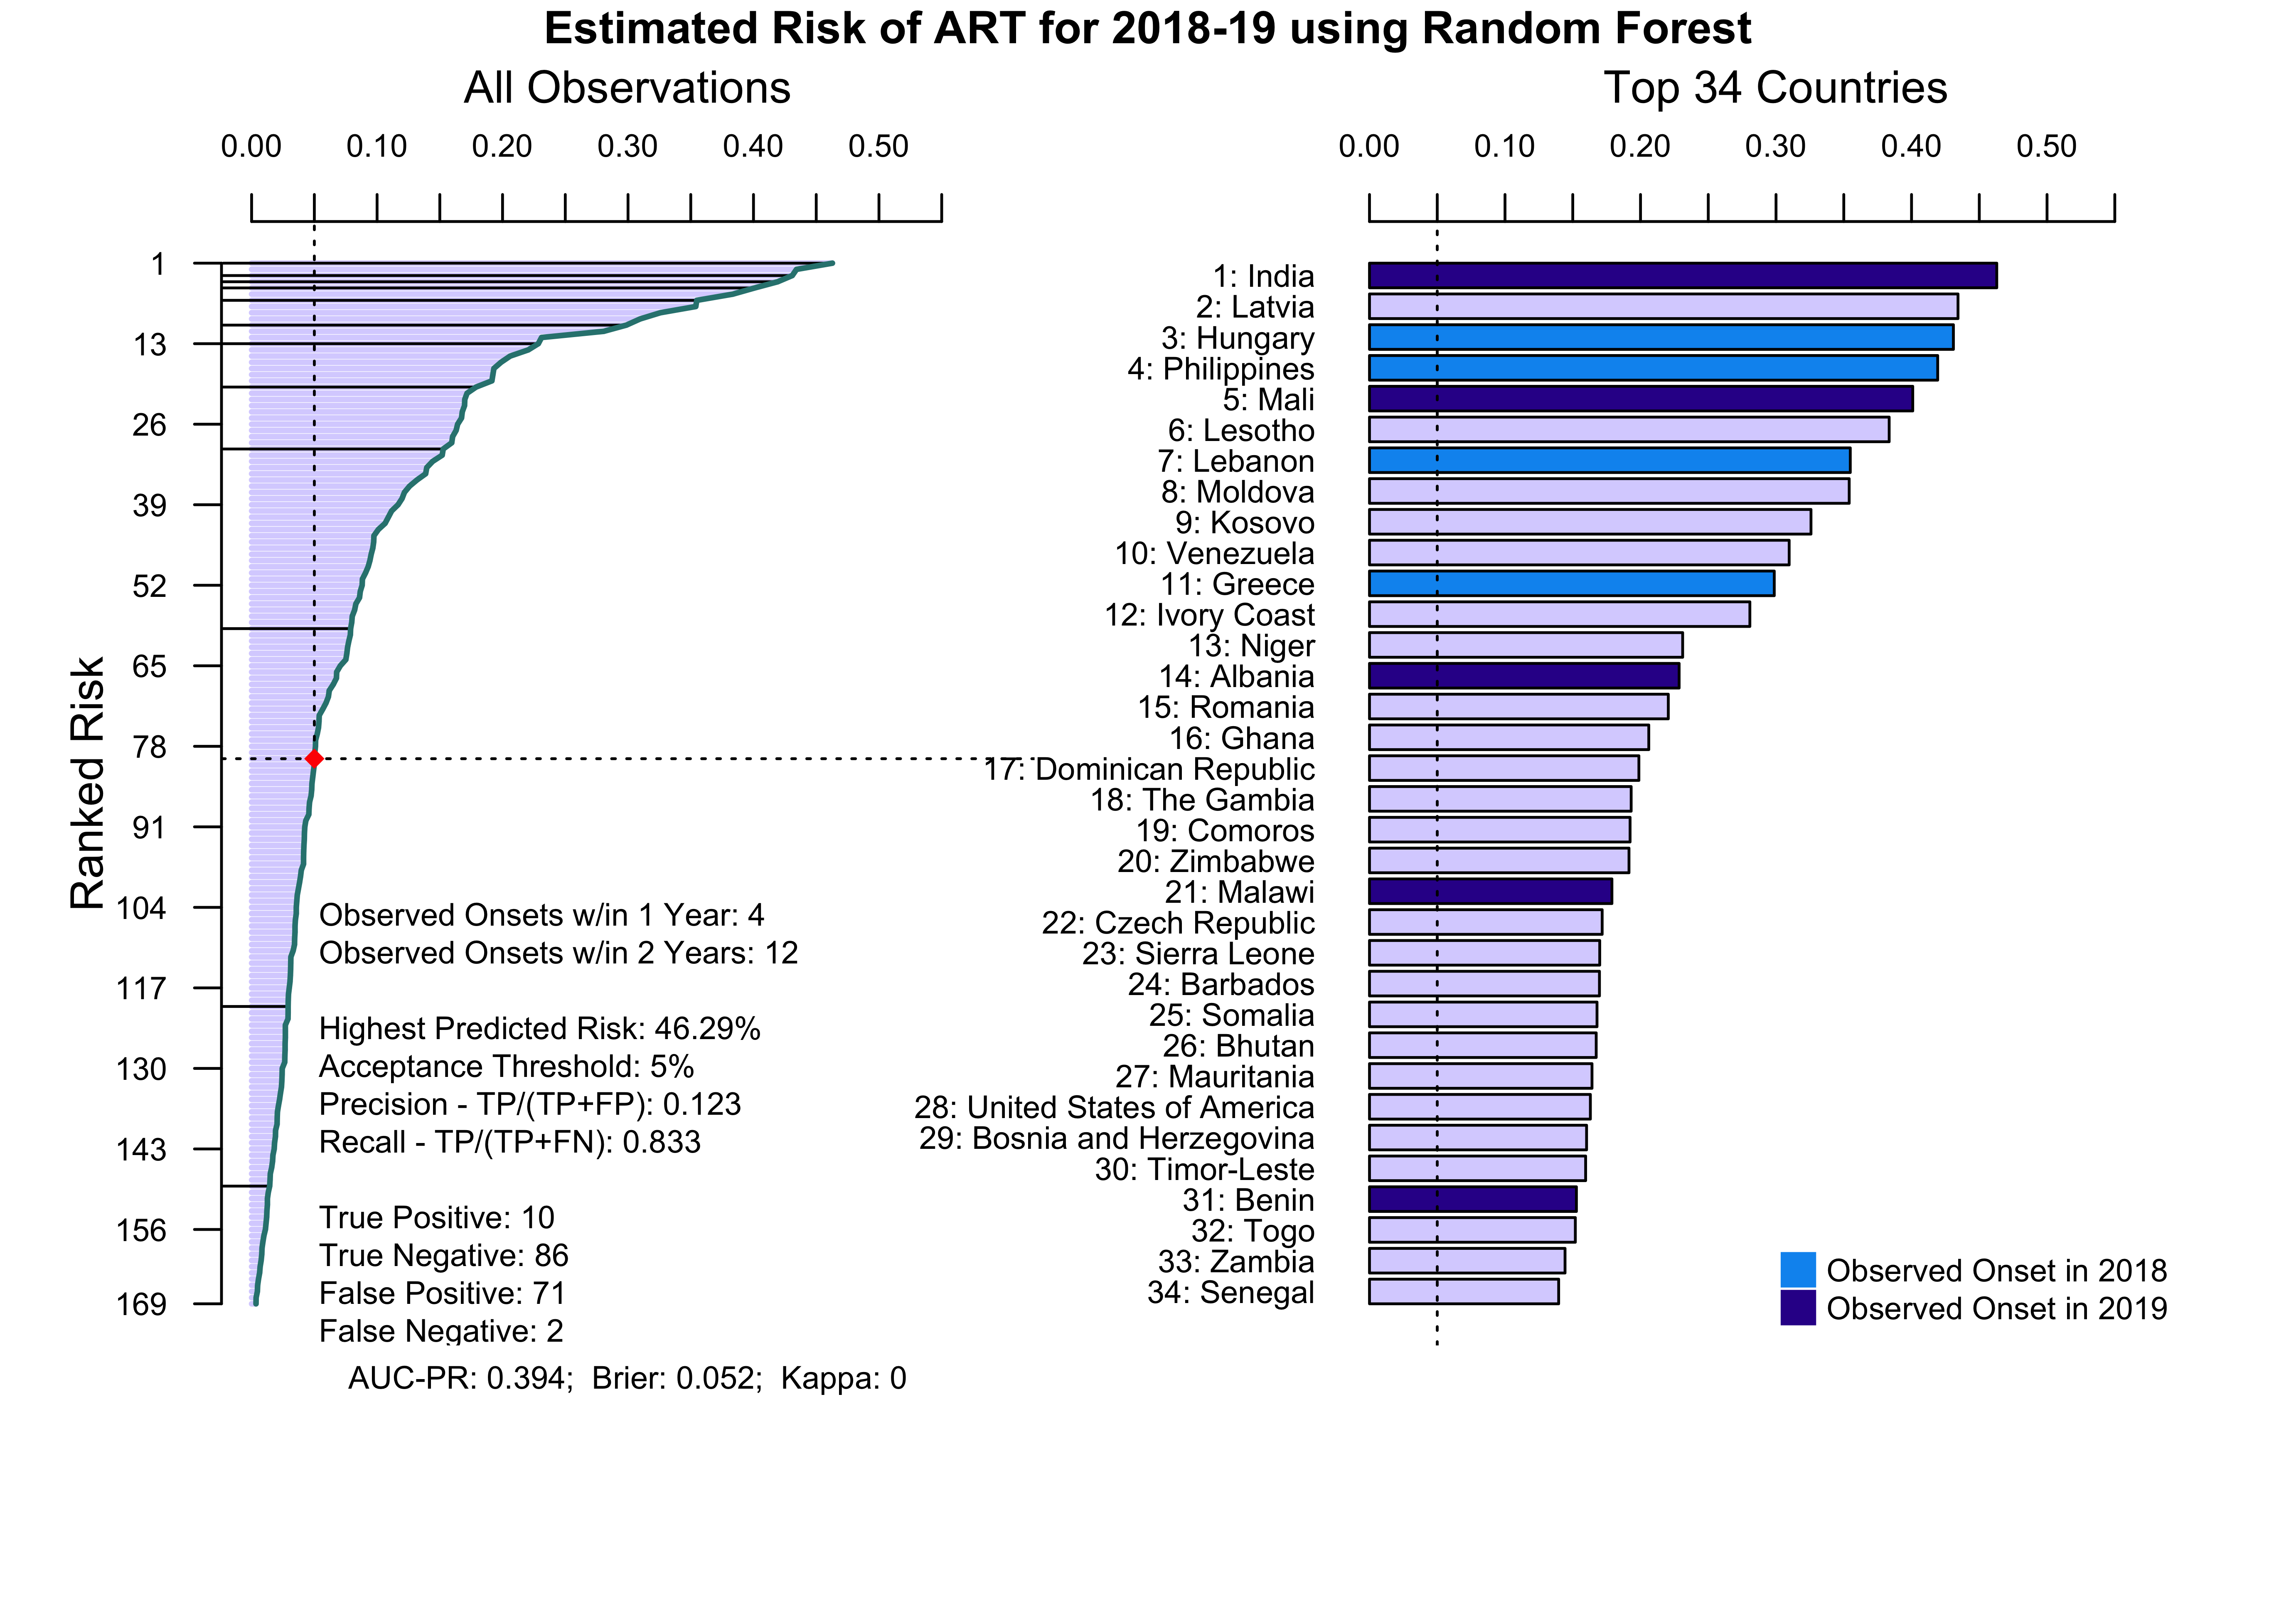 Estimated Risk of ART for 2018-19 using Random Forest
All Observations
0.00 0.10 0.20 0.30 0.40 0.50
Ranked Risk
1
13
26
39
52
65
78
91
104
117
130
143
156
169
Observed Onsets w/in 1 Year: 4
Observed Onsets w/in 2 Years: 12
Highest Predicted Risk: 46.29%
Acceptance Threshold: 5%
Precision - TP/(TP+FP): 0.123
Recall - TP/(TP+FN): 0.833
True Positive: 10
True Negative: 86
False Positive: 71
False Negative: 2
AUC-PR: 0.394; Brier: 0.052; Kappa: 0
Top 34 Countries
0.00 0.10 0.20 0.30 0.40 0.50
1: India
2: Latvia
3: Hungary
4: Philippines
5: Mali
6: Lesotho
7: Lebanon
8: Moldova
9: Kosovo
10: Venezuela
11: Greece
12: Ivory Coast
13: Niger
14: Albania
15: Romania
16: Ghana
17: Dominican Republic
18: The Gambia
19: Comoros
20: Zimbabwe
21: Malawi
22: Czech Republic
23: Sierra Leone
24: Barbados
25: Somalia
26: Bhutan
27: Mauritania
28: United States of America
29: Bosnia and Herzegovina
30: Timor-Leste
31: Benin
32: Togo
33: Zambia
34: Senegal
Observed Onset in 2018
Observed Onset in 2019